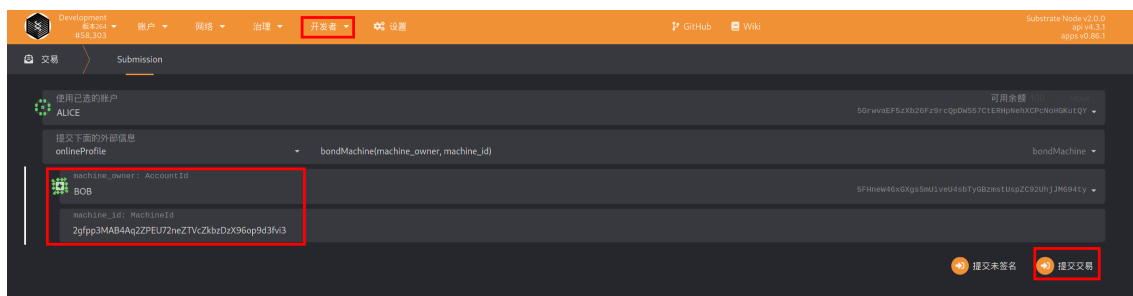 Development
版本264
#58,303
账户
网络
治理
开发者
设置
GitHub
Wiki
Substrate Node v2.0.0
api v4.3.1
apps v0.86.1
交易
Submission
使用已选的账户
ALICE
可用余额
5GrwvaEF5zXb26Fz9rcQpDWS57CtERHpNehXCPcNoHGKutQY
提交下面的外部信息
onlineProfile
bondMachine(machine_owner, machine_id)
bondMachine
machine_owner: AccountId
BOB
5FHneW46xGXgs5mUiveU4sbTyGBzmstUspZC92UhjJM694ty
machine_id: MachineId
2gfpp3MAB4Aq2ZPEU72neZTVcZkbzDzX96op9d3fvi3
提交未签名
提交交易